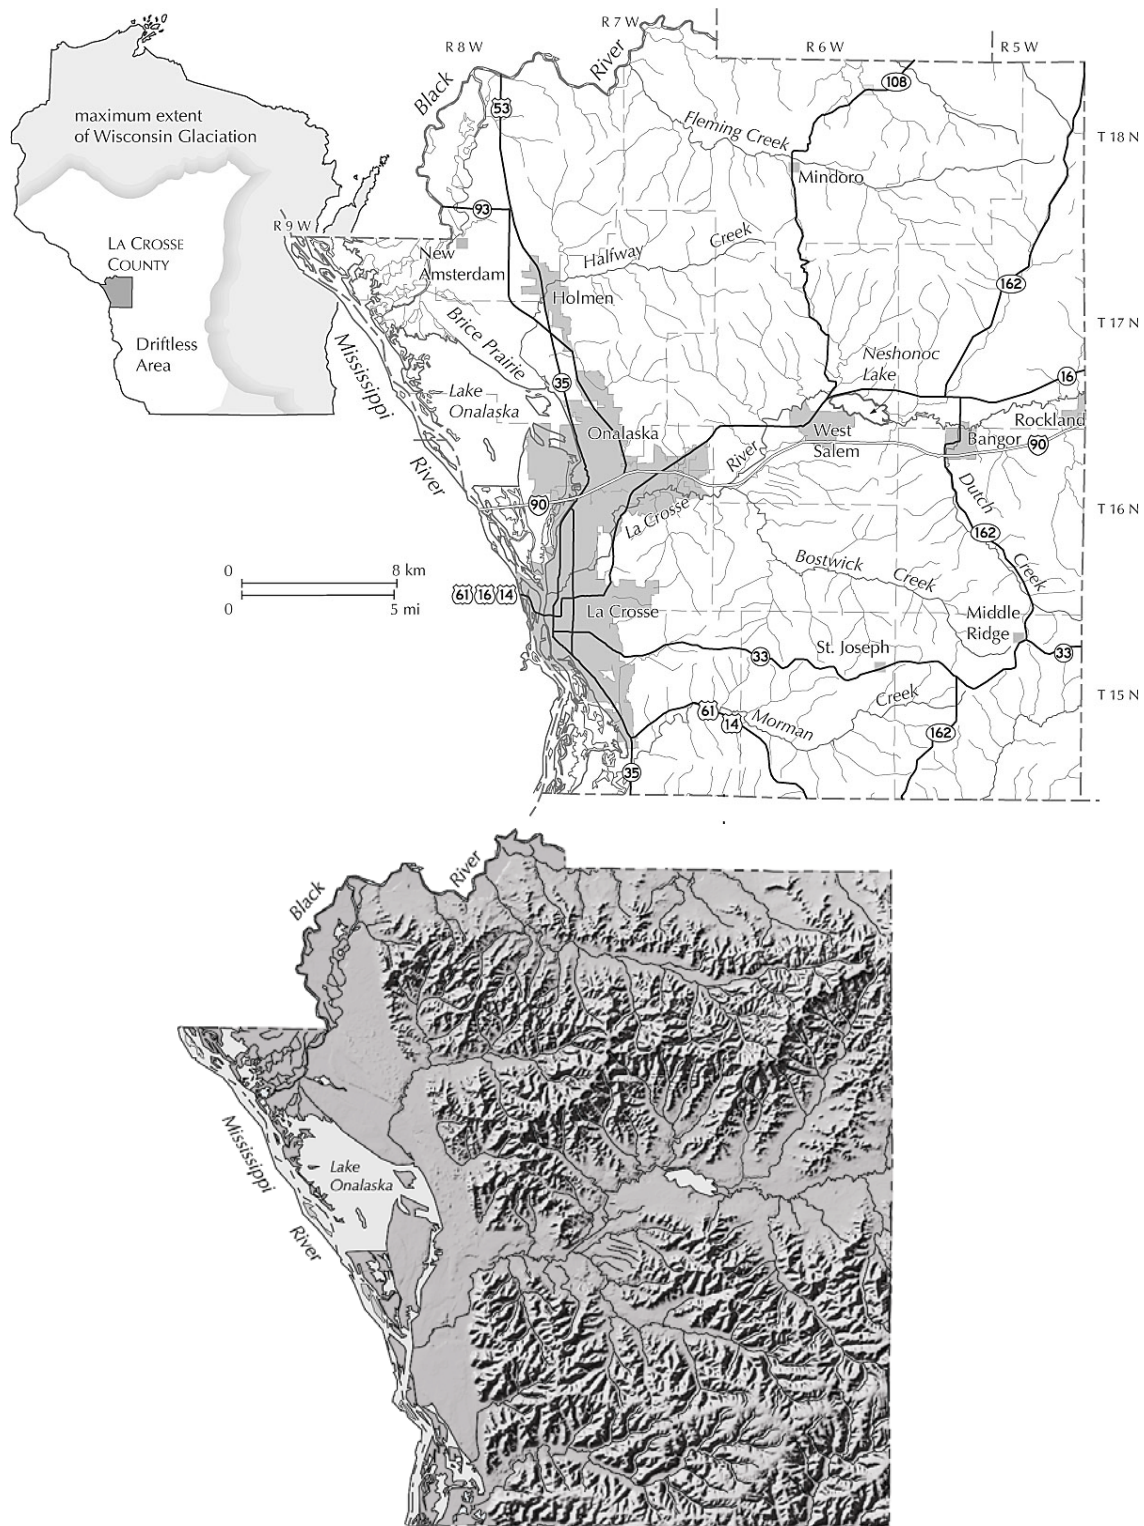 R 7 W
R 8 W
R 6 W
R 5 W
River
Black
53
108
maximum extent
of Wisconsin Glaciation
Fleming Creek
T 18 N
Mindoro
93
R 9 W
LA CROSSE
COUNTY
New
Amsterdam
Halfway
Creek
Holmen
162
Driftless
Area
Mississippi
River
Brice Prairie
T 17 N
Neshonoc
Lake
35
16
Lake
Onalaska
Onalaska
West
Salem
Rockland
Bangor
90
River
La Crosse
Dutch
Creek
90
T 16 N
162
0
8 km
0
5 mi
61 16 14
Bostwick
Creek
La Crosse
Middle
Ridge
St. Joseph
33
33
T 15 N
Creek
Morman
61
14
162
35
River
Black
Mississippi
River
Lake
Onalaska